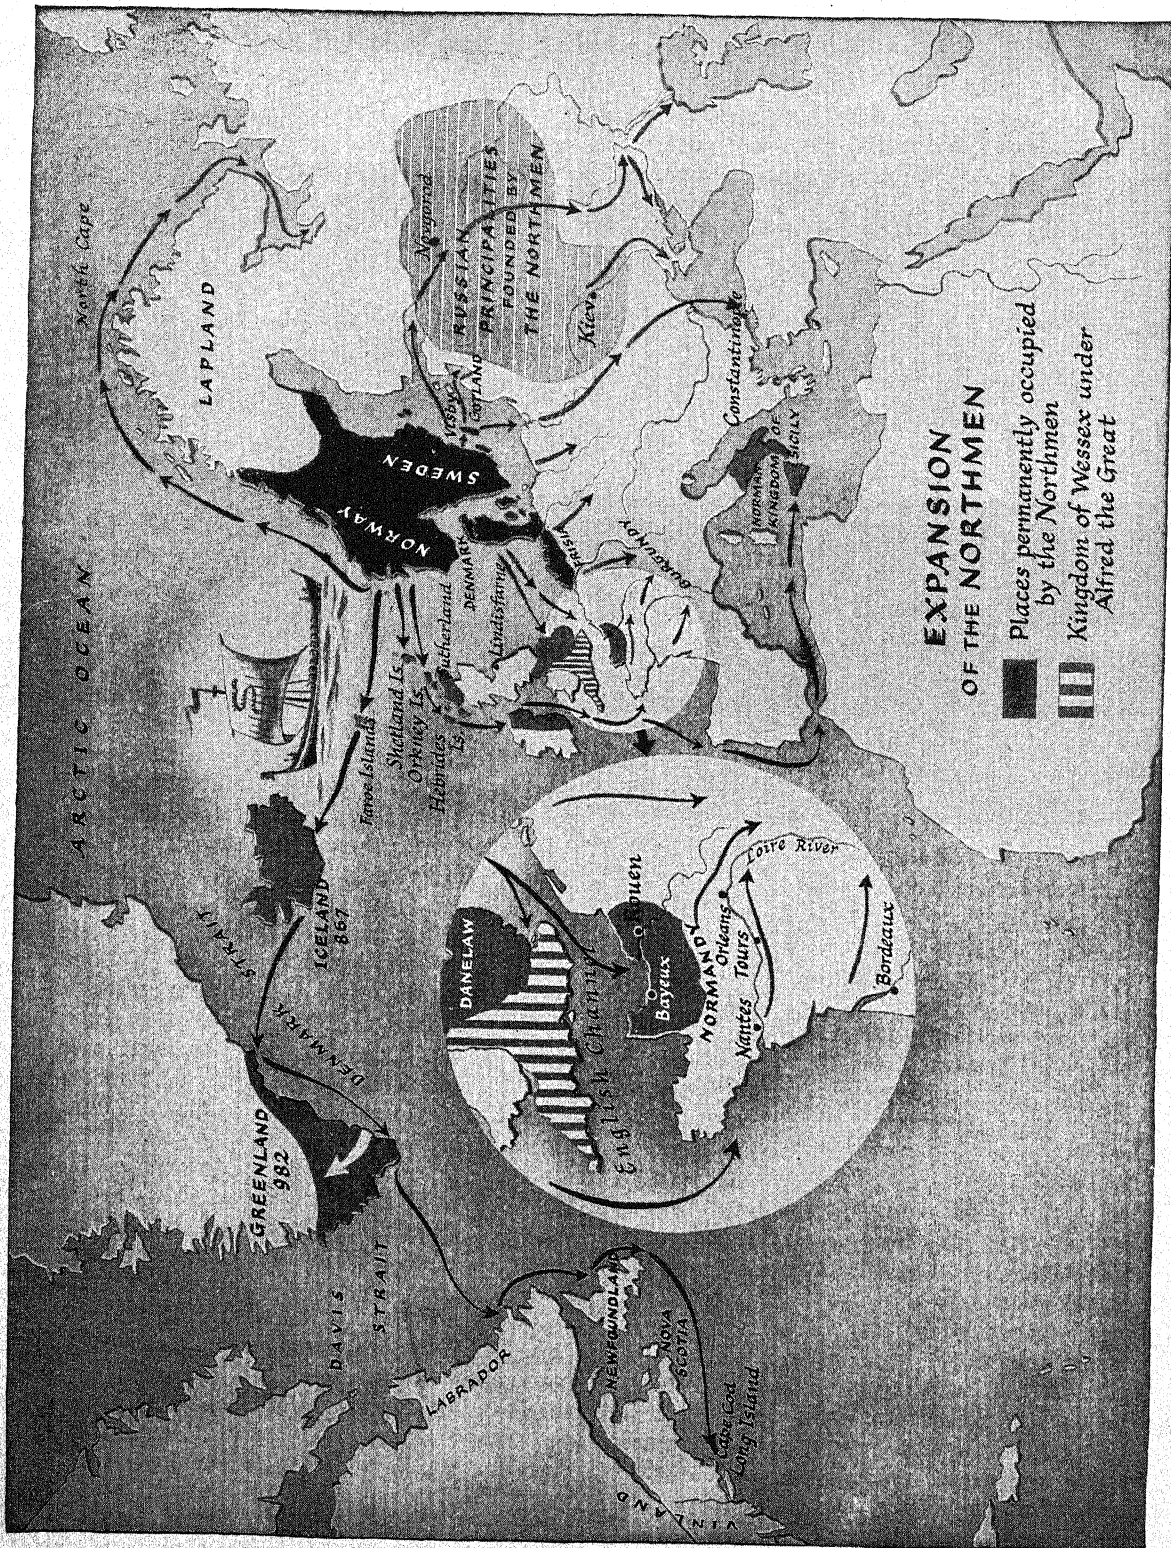 ARCTIC OCEAN
North Cape
LAPLAND
GREENLAND
982
DENMARK STRAIT
ICELAND
867
DAVIS
STRAIT
LABRADOR
NEWFOUNDLAND
NOVA
SCOTIA
Cape Cod
Long Island
VINLAND
Faroe Islands
Shetland Is.
Orkney Is.
Hebrides
Is.
Sutherland
Lindisfarne
NORWAY
SWEDEN
DENMARK
Visby
GOTLAND
FRISIA
BURGUNDY
Novgorod
RUSSIAN
PRINCIPALITIES
FOUNDED BY
THE NORTHMEN
Kiev
Constantinople
NORMAN
KINGDOM OF
SICILY
DANELAW
English Channel
Rouen
Bayeux
NORMANDY
Orleans
Tours
Nantes
Loire River
Bordeaux
EXPANSION
OF THE NORTHMEN
Places permanently occupied
by the Northmen
Kingdom of Wessex under
Alfred the Great